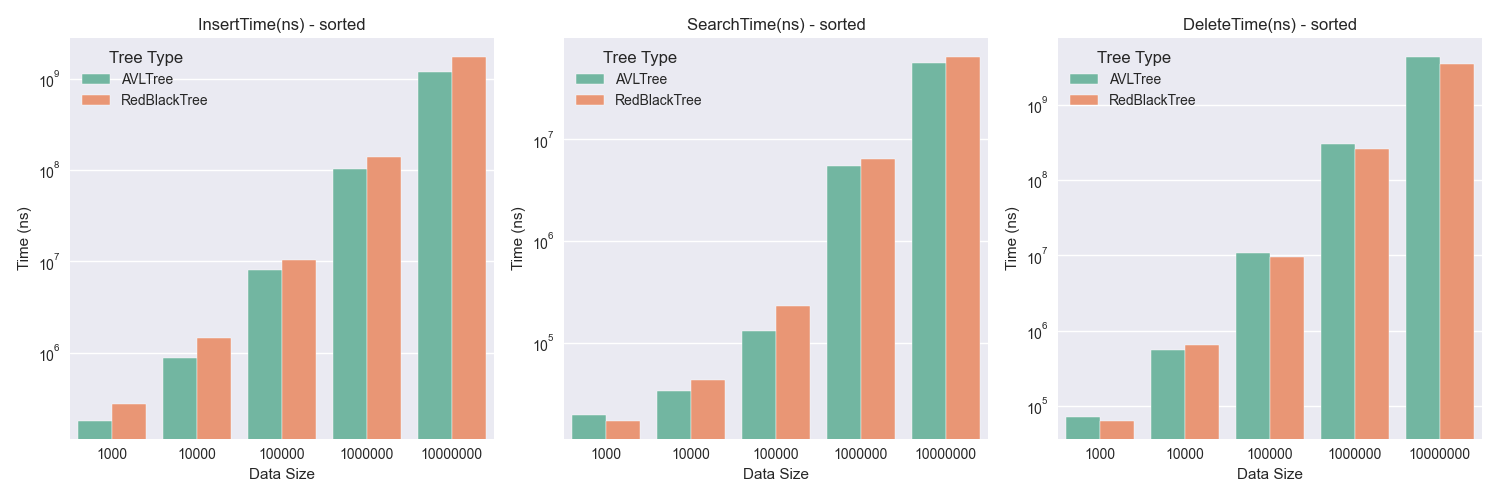 InsertTime(ns) - sorted
Tree Type
AVLTree
RedBlackTree
10^9
10^8
10^7
10^6
Time (ns)
1000 10000 100000 1000000 10000000
Data Size
SearchTime(ns) - sorted
Tree Type
AVLTree
RedBlackTree
10^7
10^6
10^5
Time (ns)
1000 10000 100000 1000000 10000000
Data Size
DeleteTime(ns) - sorted
Tree Type
AVLTree
RedBlackTree
10^9
10^8
10^7
10^6
10^5
Time (ns)
1000 10000 100000 1000000 10000000
Data Size